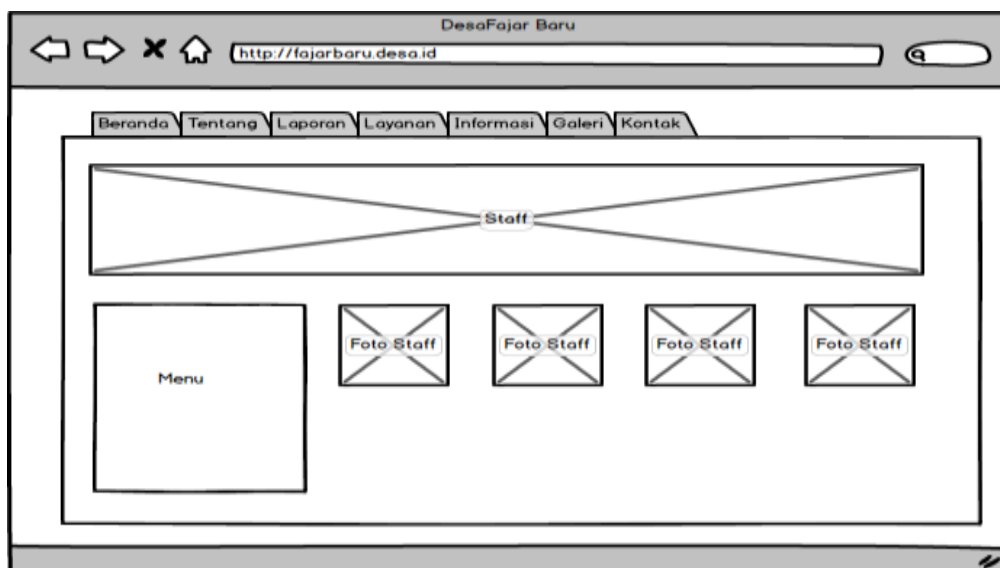 DesaFajar Baru
http://fajarbaru.desa.id
Beranda Tentang Laporan Layanan Informasi Galeri Kontak
Staff
Foto Staff Foto Staff Foto Staff Foto Staff
Menu